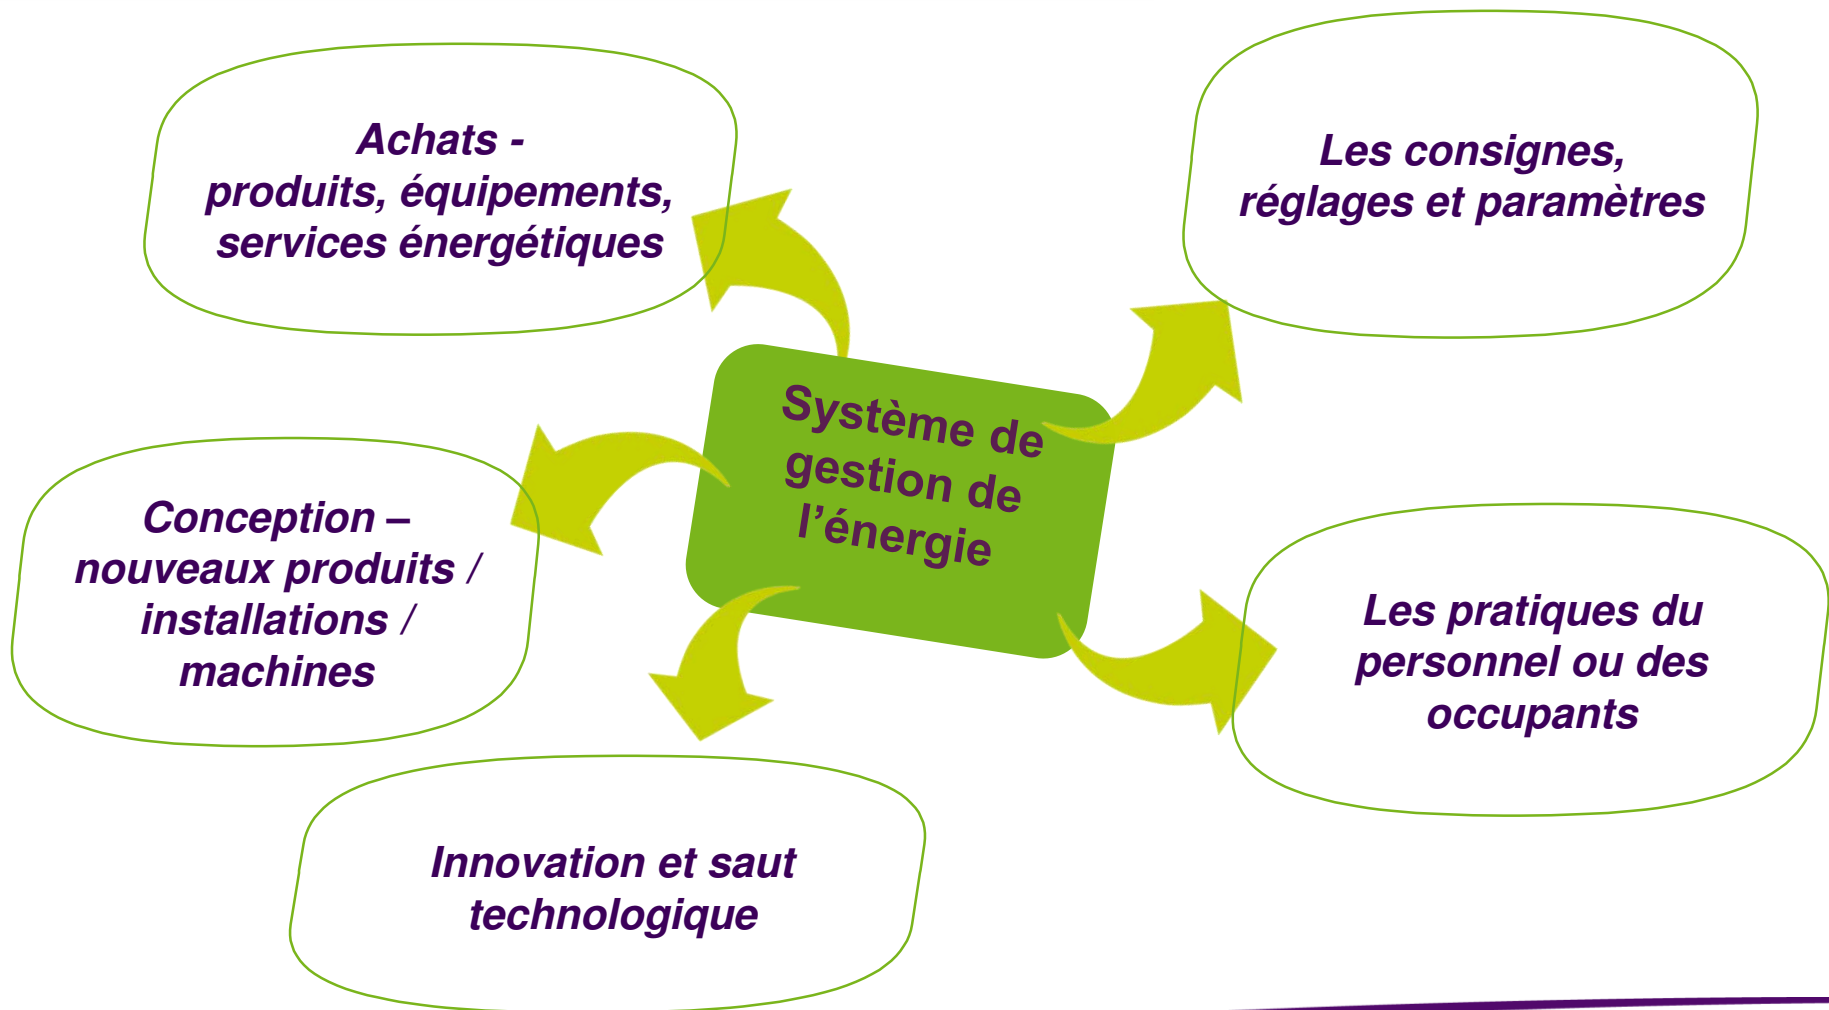 Achats -
produits, équipements,
services énergétiques
Les consignes,
réglages et paramètres
Système de
gestion de
l’énergie
Conception –
nouveaux produits /
installations /
machines
Les pratiques du
personnel ou des
occupants
Innovation et saut
technologique